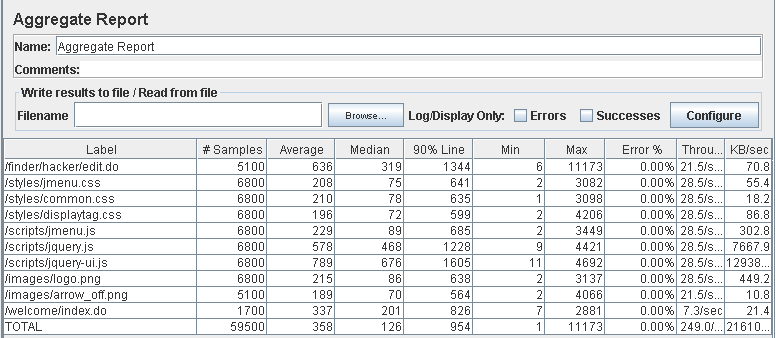 Aggregate Report
Name: Aggregate Report
Comments:
Write results to file / Read from file
Filename Browse... Log/Display Only: Errors Successes Configure
Label # Samples Average Median 90% Line Min Max Error % Throu... KB/sec
/finder/hacker/edit.do 5100 636 319 1344 6 11173 0.00% 21.5/s... 70.8
/styles/jmenu.css 6800 208 75 641 2 3082 0.00% 28.5/s... 55.4
/styles/common.css 6800 210 78 635 1 3098 0.00% 28.5/s... 18.2
/styles/displaytag.css 6800 196 72 599 2 4206 0.00% 28.5/s... 86.8
/scripts/jmenu.js 6800 229 89 685 2 3449 0.00% 28.5/s... 302.8
/scripts/jquery.js 6800 578 468 1228 9 4421 0.00% 28.5/s... 7667.9
/scripts/jquery-ui.js 6800 789 676 1605 11 4692 0.00% 28.5/s... 12938...
/images/logo.png 6800 215 86 638 2 3137 0.00% 28.5/s... 449.2
/images/arrow_off.png 5100 189 70 564 2 4066 0.00% 21.5/s... 10.8
/welcome/index.do 1700 337 201 826 7 2881 0.00% 7.3/sec 21.4
TOTAL 59500 358 126 954 1 11173 0.00% 249.0/... 21610...